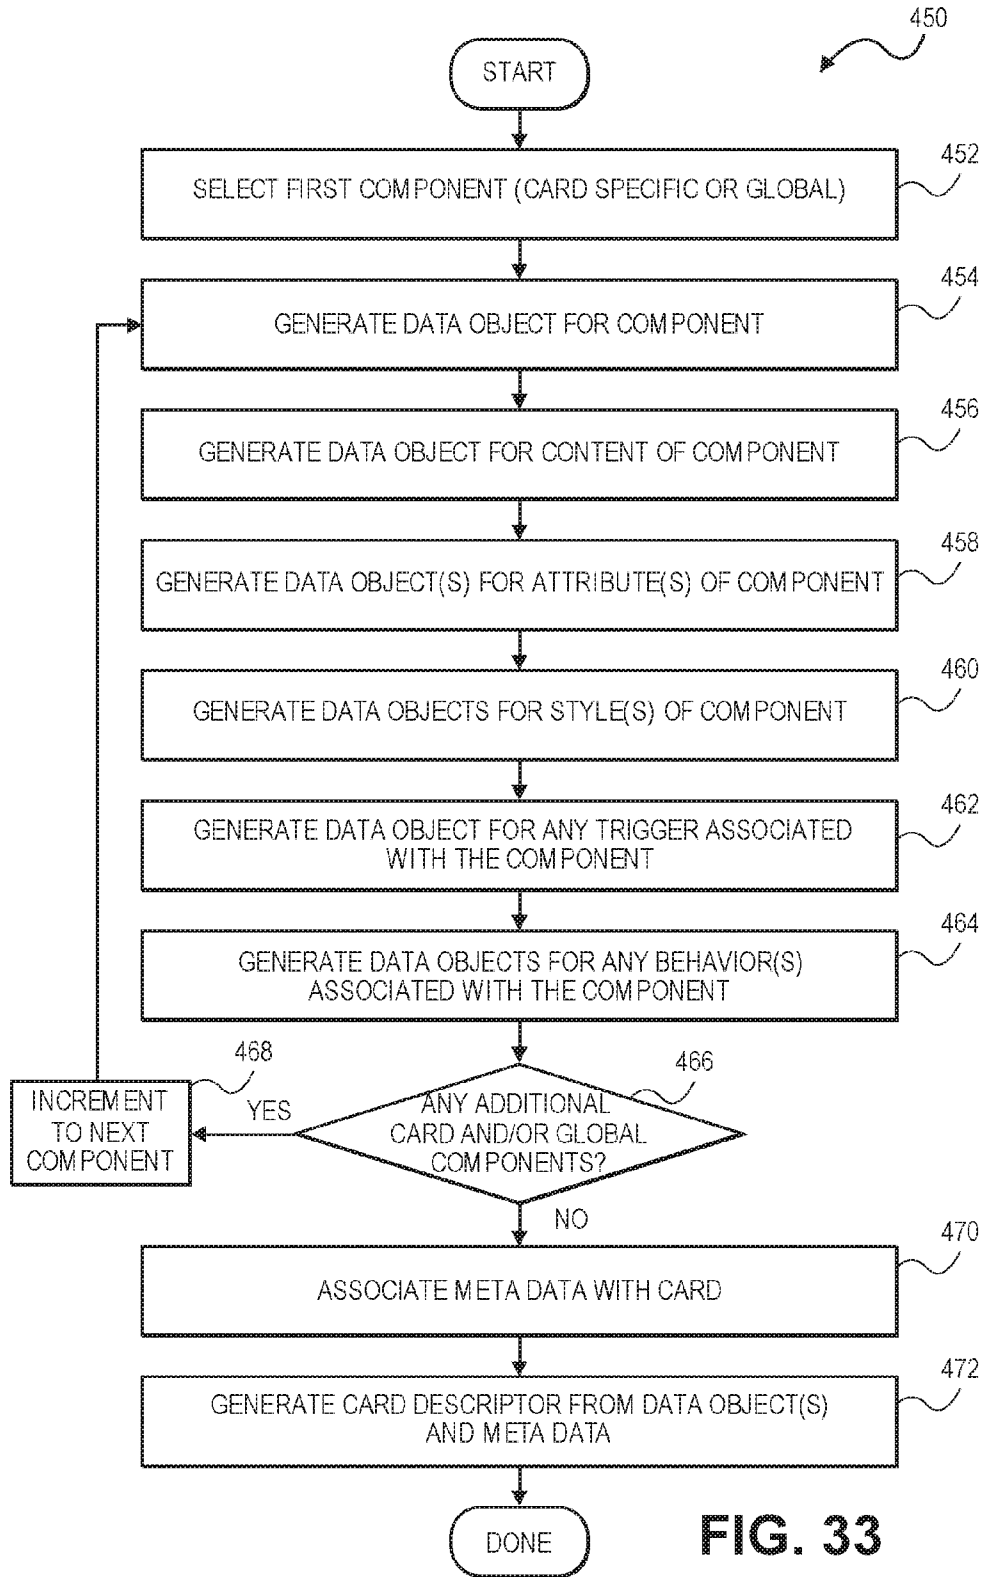 450
START
452
SELECT FIRST COMPONENT (CARD SPECIFIC OR GLOBAL)
454
GENERATE DATA OBJECT FOR COMPONENT
456
GENERATE DATA OBJECT FOR CONTENT OF COMPONENT
458
GENERATE DATA OBJECT(S) FOR ATTRIBUTE(S) OF COMPONENT
460
GENERATE DATA OBJECTS FOR STYLE(S) OF COMPONENT
462
GENERATE DATA OBJECT FOR ANY TRIGGER ASSOCIATED
WITH THE COMPONENT
464
GENERATE DATA OBJECTS FOR ANY BEHAVIOR(S)
ASSOCIATED WITH THE COMPONENT
468
INCREMENT
TO NEXT
COMPONENT
YES
466
ANY ADDITIONAL
CARD AND/OR GLOBAL
COMPONENTS?
NO
470
ASSOCIATE META DATA WITH CARD
472
GENERATE CARD DESCRIPTOR FROM DATA OBJECT(S)
AND META DATA
DONE
FIG. 33